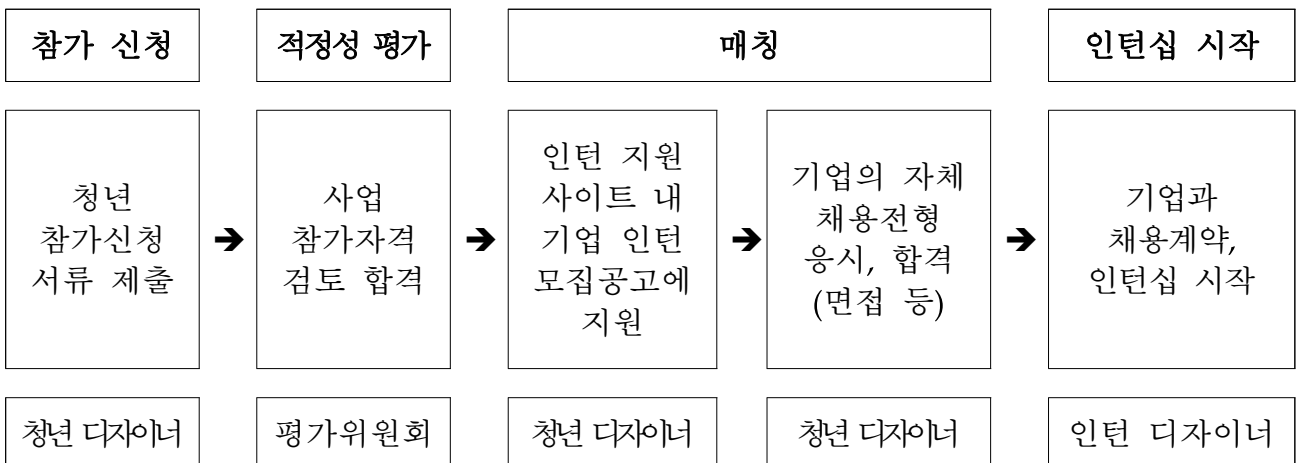 참가 신청
적정성 평가
매칭
인턴십 시작
청년
참가신청
서류 제출
➔
사업
참가자격
검토 합격
➔
인턴 지원
사이트 내
기업 인턴
모집공고에
지원
➔
기업의 자체
채용전형
응시, 합격
(면접 등)
➔
기업과
채용계약,
인턴십 시작
청년 디자이너
평가위원회
청년 디자이너
청년 디자이너
인턴 디자이너